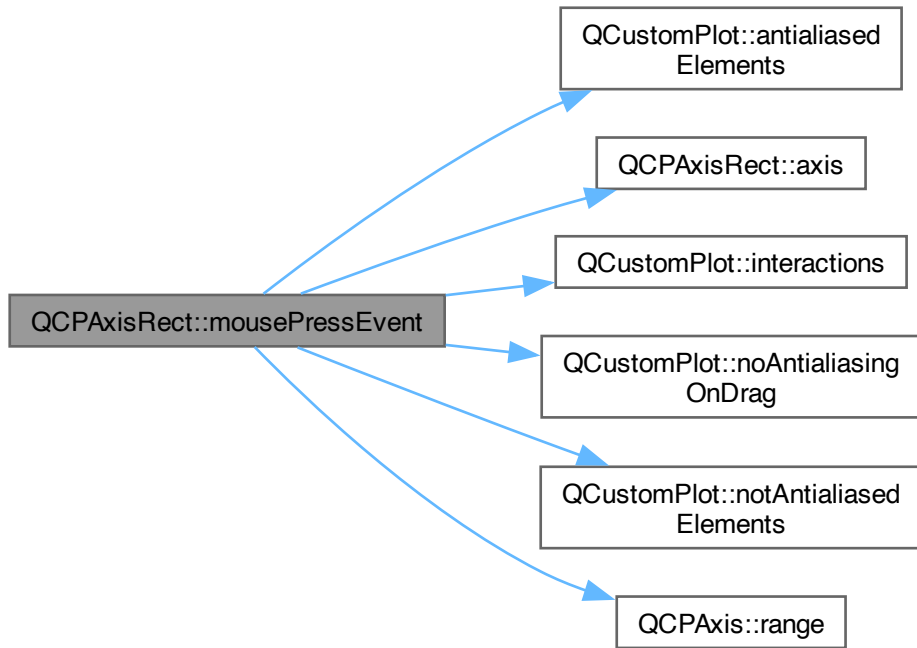 QCustomPlot::antialiased
Elements
QCPAxisRect::axis
QCustomPlot::interactions
QCPAxisRect::mousePressEvent
QCustomPlot::noAntialiasing
OnDrag
QCustomPlot::notAntialiased
Elements
QCPAxis::range